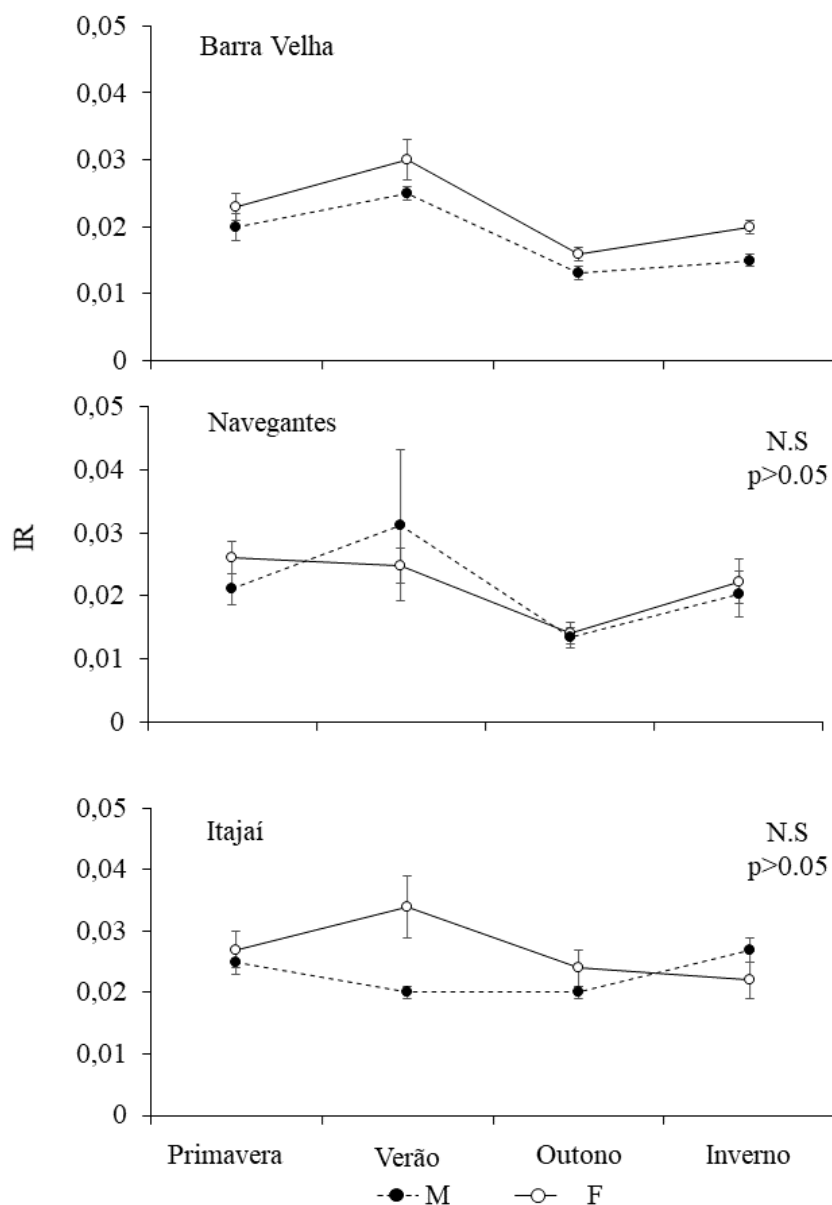 0,05
Barra Velha
0,04
0,03
0,02
0,01
0
0,05
Navegantes
N.S
p>0.05
0,04
0,03
0,02
0,01
0
IR
0,05
Itajaí
N.S
p>0.05
0,04
0,03
0,02
0,01
0
Primavera Verão Outono Inverno
M F